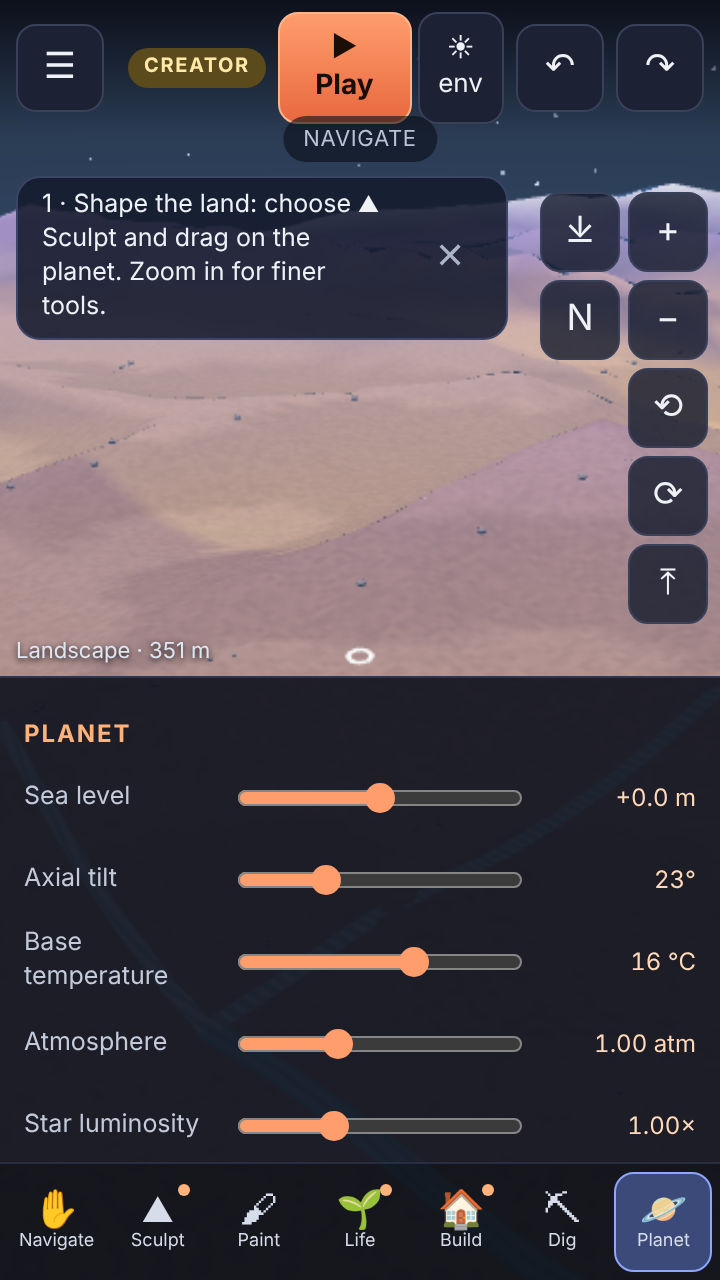 CREATOR
▶
Play
env
NAVIGATE
1 · Shape the land: choose ▲
Sculpt and drag on the
planet. Zoom in for finer
tools.
N
Landscape · 351 m
PLANET
Sea level +0.0 m
Axial tilt 23°
Base
temperature 16 °C
Atmosphere 1.00 atm
Star luminosity 1.00×
Navigate Sculpt Paint Life Build Dig Planet